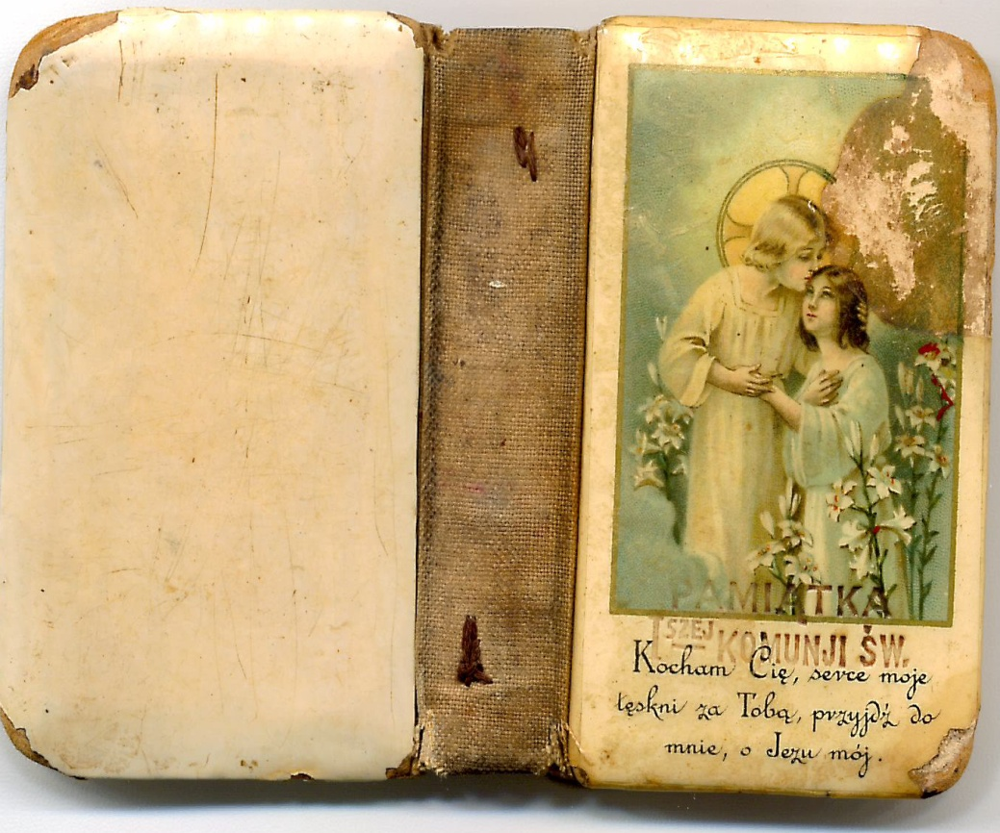 PAMIĄTKA
I SZEJ KOMUNJI ŚW.
Kocham Cię, serce moje
tęskni za Tobą, przyjdź do
mnie, o Jezu mój.